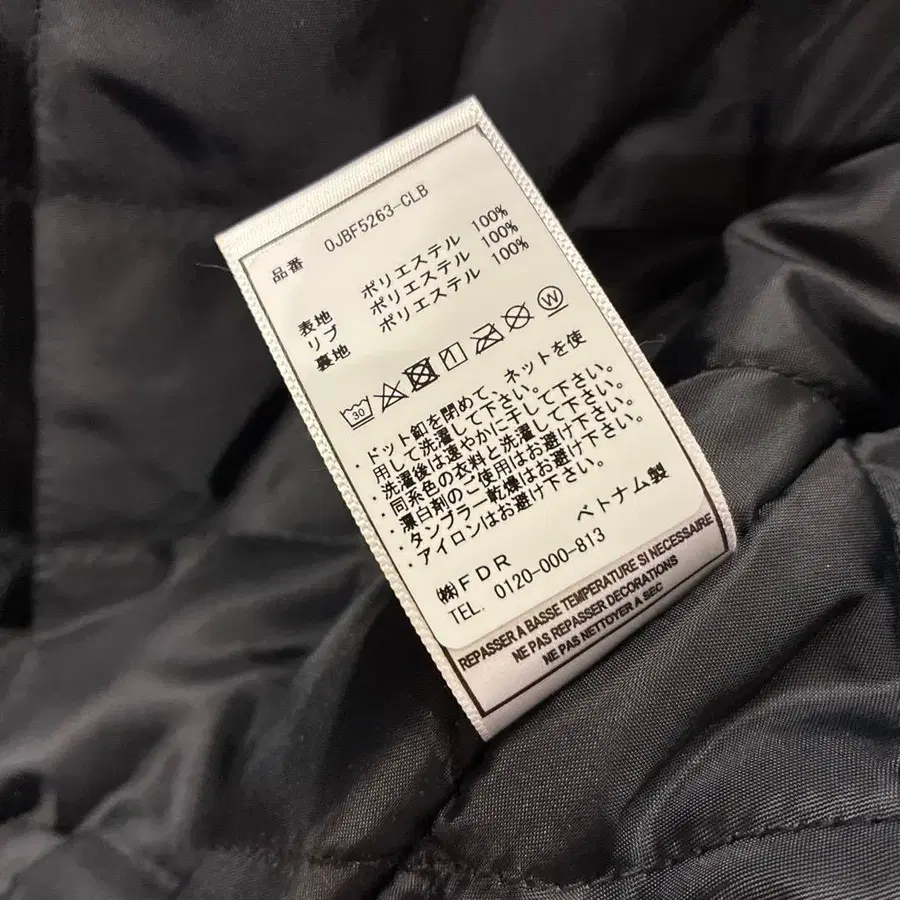 品番 0JBF5263-CLB
表地 ポリエステル 100%
リブ ポリエステル 100%
裏地 ポリエステル 100%
30 W
・ドット釦を閉めて、ネットを使
用して洗濯して下さい。
・洗濯後は速やかに干して下さい。
・同系色の衣料と洗濯して下さい。
・漂白剤のご使用はお避け下さい。
・タンブラー乾燥はお避け下さい。
・アイロンはお避け下さい。
ベトナム製
㈱FDR
TEL. 0120-000-813
REPASSER A BASSE TEMPERATURE SI NECESSAIRE
NE PAS REPASSER DECORATIONS
NE PAS NETTOYER A SEC